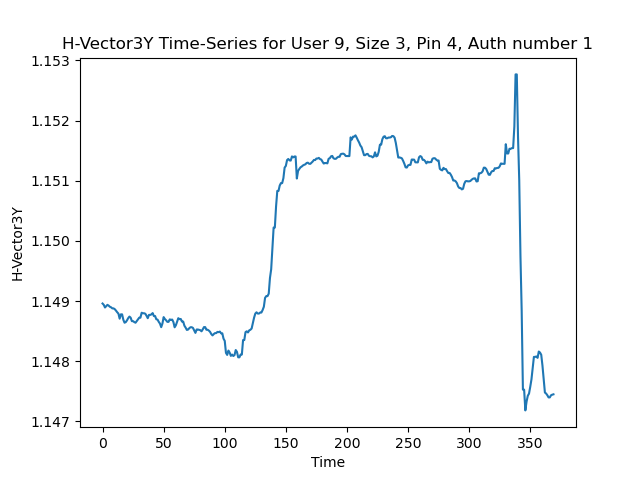 H-Vector3Y Time-Series for User 9, Size 3, Pin 4, Auth number 1
1.153
1.152
1.151
1.150
1.149
1.148
1.147
H-Vector3Y
0 50 100 150 200 250 300 350
Time